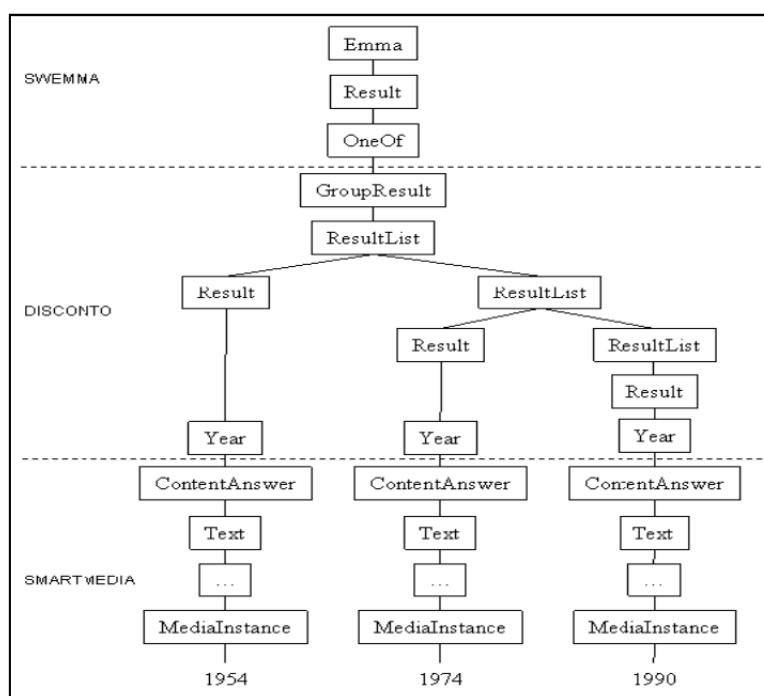 Emma
SWEMMA
Result
OneOf
GroupResult
ResultList
Result
ResultList
DISCONTO
Result
ResultList
Result
Year
Year
Year
ContentAnswer
ContentAnswer
ContentAnswer
Text
Text
Text
...
...
...
SMARTMEDIA
MediaInstance
MediaInstance
MediaInstance
1954
1974
1990